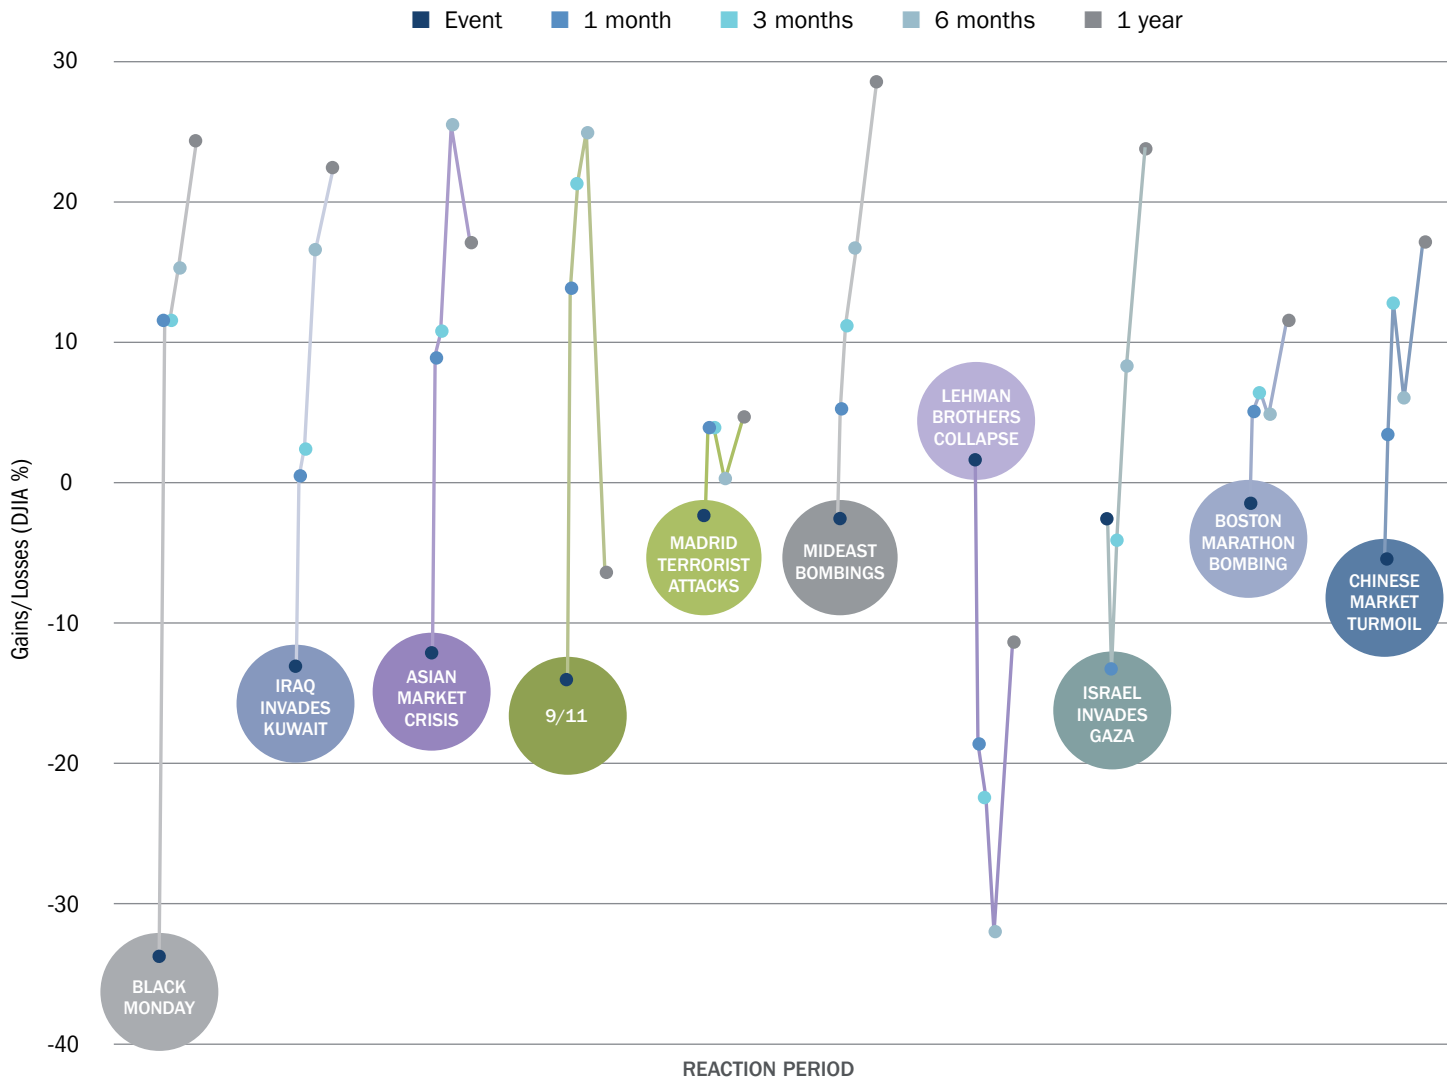 Event 1 month 3 months 6 months 1 year
30
20
10
0
-10
-20
-30
-40
Gains/Losses (DJIA %)
BLACK
MONDAY
IRAQ
INVADES
KUWAIT
ASIAN
MARKET
CRISIS
9/11
MADRID
TERRORIST
ATTACKS
MIDEAST
BOMBINGS
LEHMAN
BROTHERS
COLLAPSE
ISRAEL
INVADES
GAZA
BOSTON
MARATHON
BOMBING
CHINESE
MARKET
TURMOIL
REACTION PERIOD